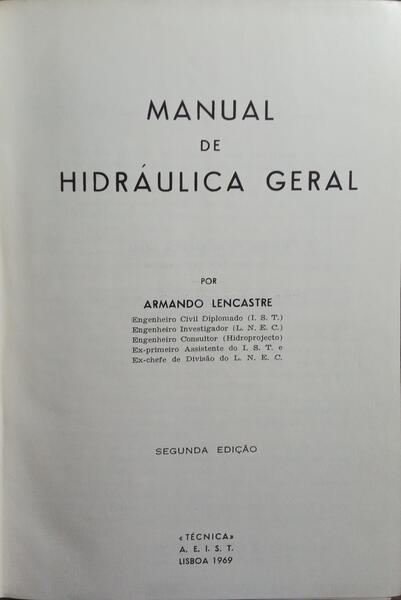 MANUAL
DE
HIDRÁULICA GERAL
POR
ARMANDO LENCASTRE
Engenheiro Civil Diplomado (I. S. T.)
Engenheiro Investigador (L. N. E. C.)
Engenheiro Consultor (Hidroprojecto)
Ex-primeiro Assistente do I. S. T. e
Ex-chefe de Divisão do L. N. E. C.
SEGUNDA EDIÇÃO
«TÉCNICA»
A. E. I. S. T.
LISBOA 1969